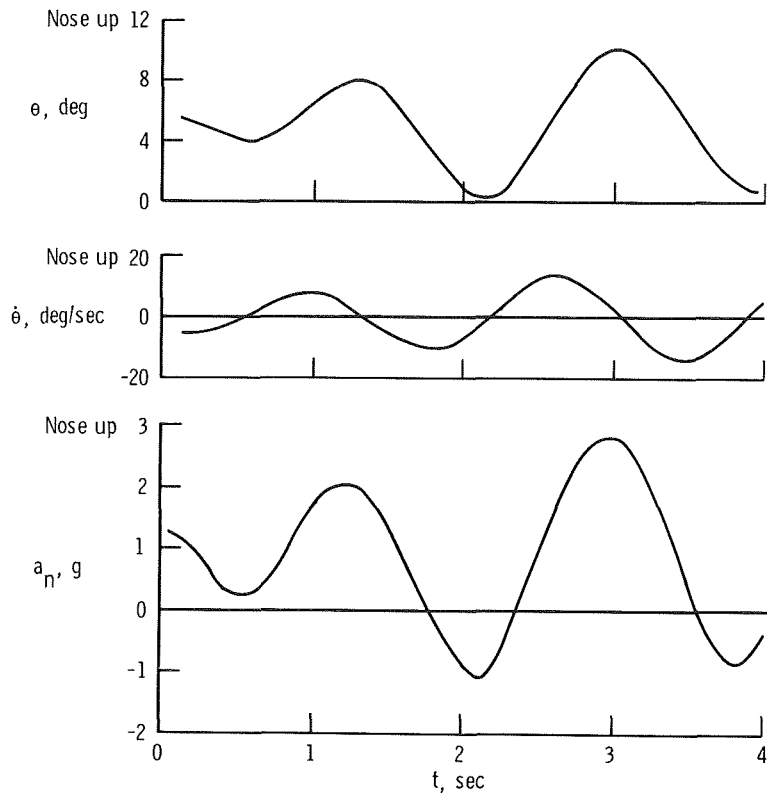 Nose up 12
8
θ, deg
4
0
Nose up 20
θ̇, deg/sec 0
-20
Nose up 3
2
1
aₙ, g
0
-1
-2
0 1 2 3 4
t, sec